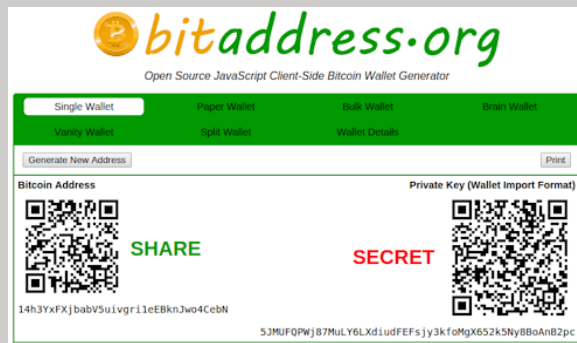 bitaddress.org
Open Source JavaScript Client-Side Bitcoin Wallet Generator
Single Wallet Paper Wallet Bulk Wallet Brain Wallet
Vanity Wallet Split Wallet Wallet Details
Generate New Address Print
Bitcoin Address Private Key (Wallet Import Format)
SHARE SECRET
14h3YxFXjbabV5uivgri1eEBknJwo4CebN
5JMUFQPWj87MuLY6LXdiudFEFsjy3kfoMgX652k5Ny8BoAnB2pc